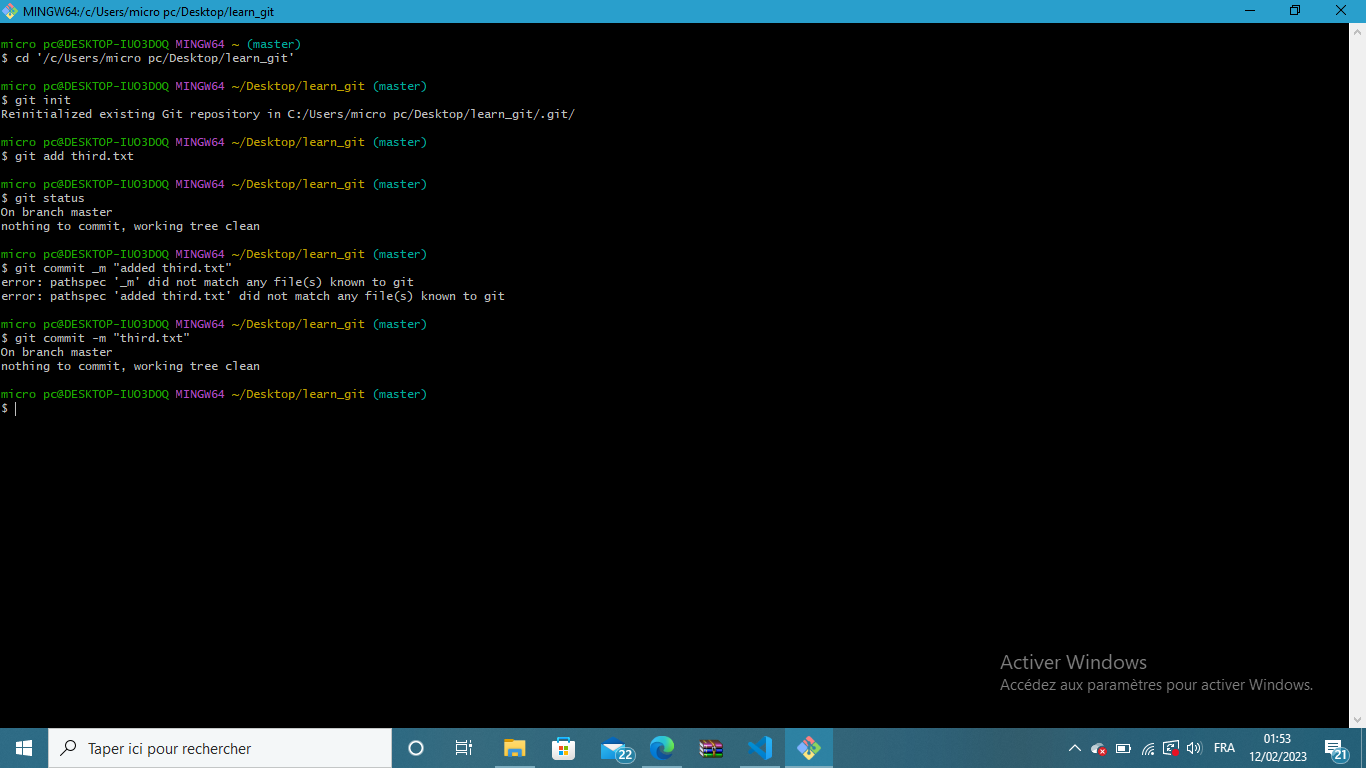 MINGW64:/c/Users/micro pc/Desktop/learn_git
micro pc@DESKTOP-IUO3DOQ MINGW64 ~ (master)
$ cd '/c/Users/micro pc/Desktop/learn_git'
micro pc@DESKTOP-IUO3DOQ MINGW64 ~/Desktop/learn_git (master)
$ git init
Reinitialized existing Git repository in C:/Users/micro pc/Desktop/learn_git/.git/
micro pc@DESKTOP-IUO3DOQ MINGW64 ~/Desktop/learn_git (master)
$ git add third.txt
micro pc@DESKTOP-IUO3DOQ MINGW64 ~/Desktop/learn_git (master)
$ git status
On branch master
nothing to commit, working tree clean
micro pc@DESKTOP-IUO3DOQ MINGW64 ~/Desktop/learn_git (master)
$ git commit _m "added third.txt"
error: pathspec '_m' did not match any file(s) known to git
error: pathspec 'added third.txt' did not match any file(s) known to git
micro pc@DESKTOP-IUO3DOQ MINGW64 ~/Desktop/learn_git (master)
$ git commit -m "third.txt"
On branch master
nothing to commit, working tree clean
micro pc@DESKTOP-IUO3DOQ MINGW64 ~/Desktop/learn_git (master)
$
Activer Windows
Accédez aux paramètres pour activer Windows.
Taper ici pour rechercher
22
FRA
01:53
12/02/2023
21